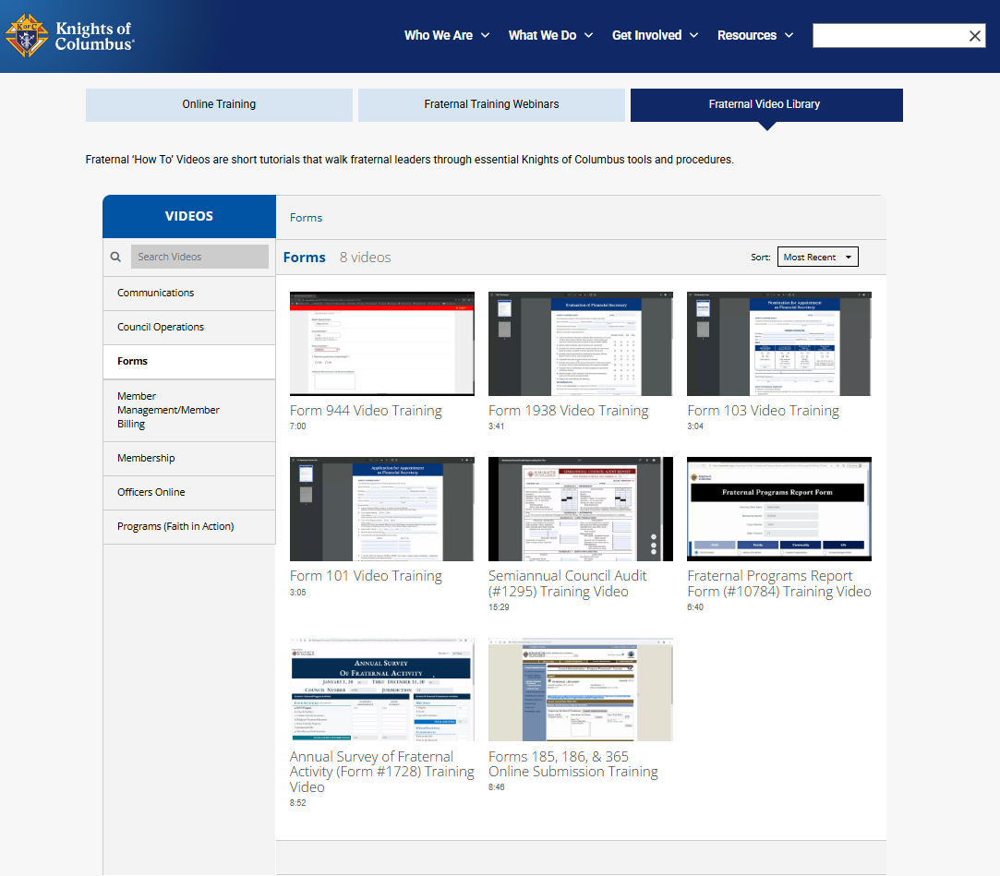 K of C
Knights of
Columbus
Who We Are
What We Do
Get Involved
Resources
Online Training
Fraternal Training Webinars
Fraternal Video Library
Fraternal ‘How To’ Videos are short tutorials that walk fraternal leaders through essential Knights of Columbus tools and procedures.
VIDEOS
Forms
Search Videos
Forms 8 videos
Sort: Most Recent
Communications
Council Operations
Forms
Member
Management/Member
Billing
Membership
Officers Online
Programs (Faith in Action)
Evaluation of Financial Secretary
Nomination for Appointment
as Financial Secretary
Form 944 Video Training
7:00
Form 1938 Video Training
3:41
Form 103 Video Training
3:04
Application for Appointment
as Financial Secretary
SEMIANNUAL COUNCIL AUDIT REPORT
Knights of
Columbus
Fraternal Programs Report Form
Faith
Family
Community
Life
Form 101 Video Training
3:05
Semiannual Council Audit
(#1295) Training Video
15:29
Fraternal Programs Report
Form (#10784) Training Video
6:40
ANNUAL SURVEY
OF FRATERNAL ACTIVITY
JANUARY 1, 20 THRU DECEMBER 31, 20
COUNCIL NUMBER JURISDICTION
Annual Survey of Fraternal
Activity (Form #1728) Training
Video
8:52
Forms 185, 186, & 365
Online Submission Training
8:46